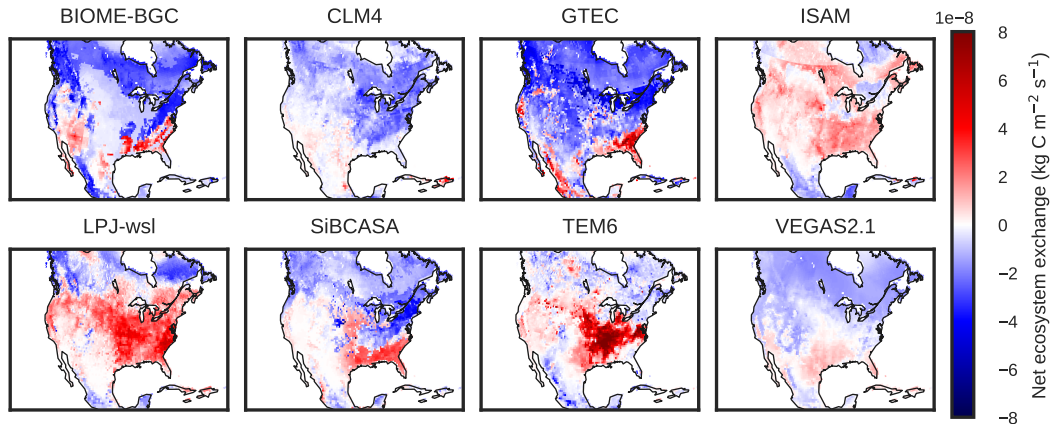 BIOME-BGC
CLM4
GTEC
ISAM
LPJ-wsl
SiBCASA
TEM6
VEGAS2.1
1e−8
8
6
4
2
0
−2
−4
−6
−8
Net ecosystem exchange (kg C m⁻² s⁻¹)